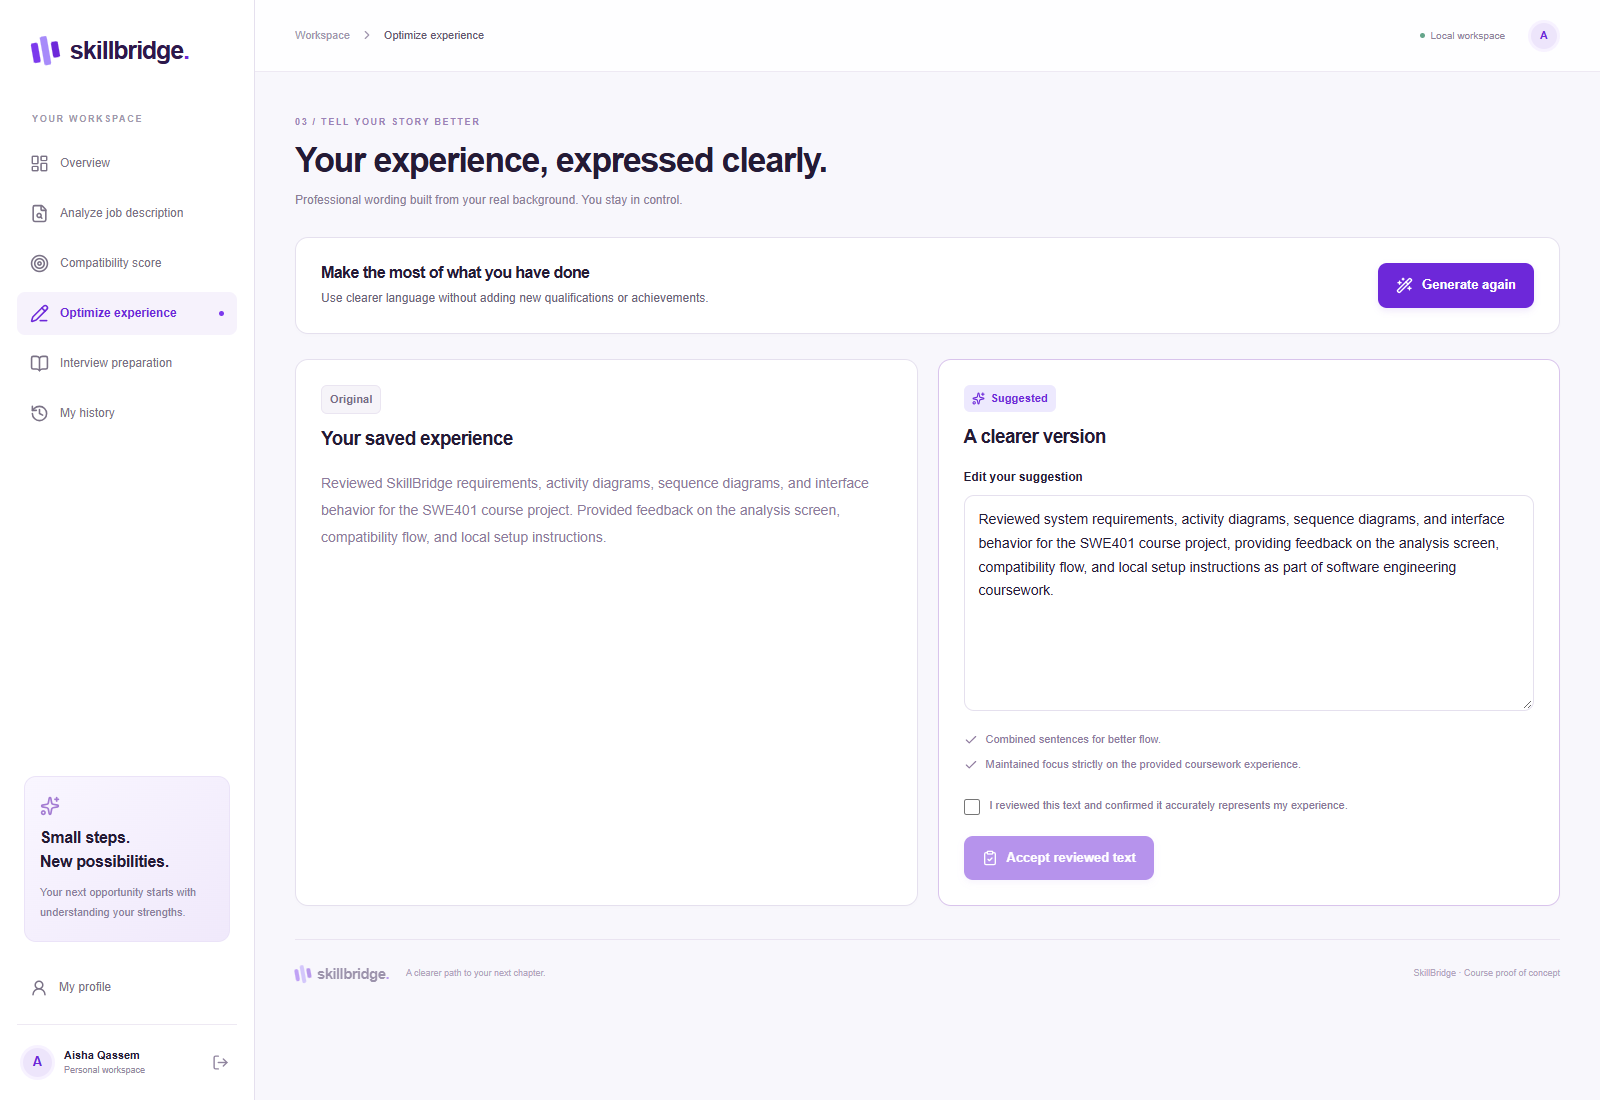 skillbridge.
YOUR WORKSPACE
Overview
Analyze job description
Compatibility score
Optimize experience
Interview preparation
My history
Small steps.
New possibilities.
Your next opportunity starts with
understanding your strengths.
My profile
A
Aisha Qassem
Personal workspace
Workspace
Optimize experience
Local workspace
A
03 / TELL YOUR STORY BETTER
Your experience, expressed clearly.
Professional wording built from your real background. You stay in control.
Make the most of what you have done
Use clearer language without adding new qualifications or achievements.
Generate again
Original
Your saved experience
Reviewed SkillBridge requirements, activity diagrams, sequence diagrams, and interface
behavior for the SWE401 course project. Provided feedback on the analysis screen,
compatibility flow, and local setup instructions.
Suggested
A clearer version
Edit your suggestion
Reviewed system requirements, activity diagrams, sequence diagrams, and interface
behavior for the SWE401 course project, providing feedback on the analysis screen,
compatibility flow, and local setup instructions as part of software engineering
coursework.
Combined sentences for better flow.
Maintained focus strictly on the provided coursework experience.
I reviewed this text and confirmed it accurately represents my experience.
Accept reviewed text
skillbridge.
A clearer path to your next chapter.
SkillBridge · Course proof of concept